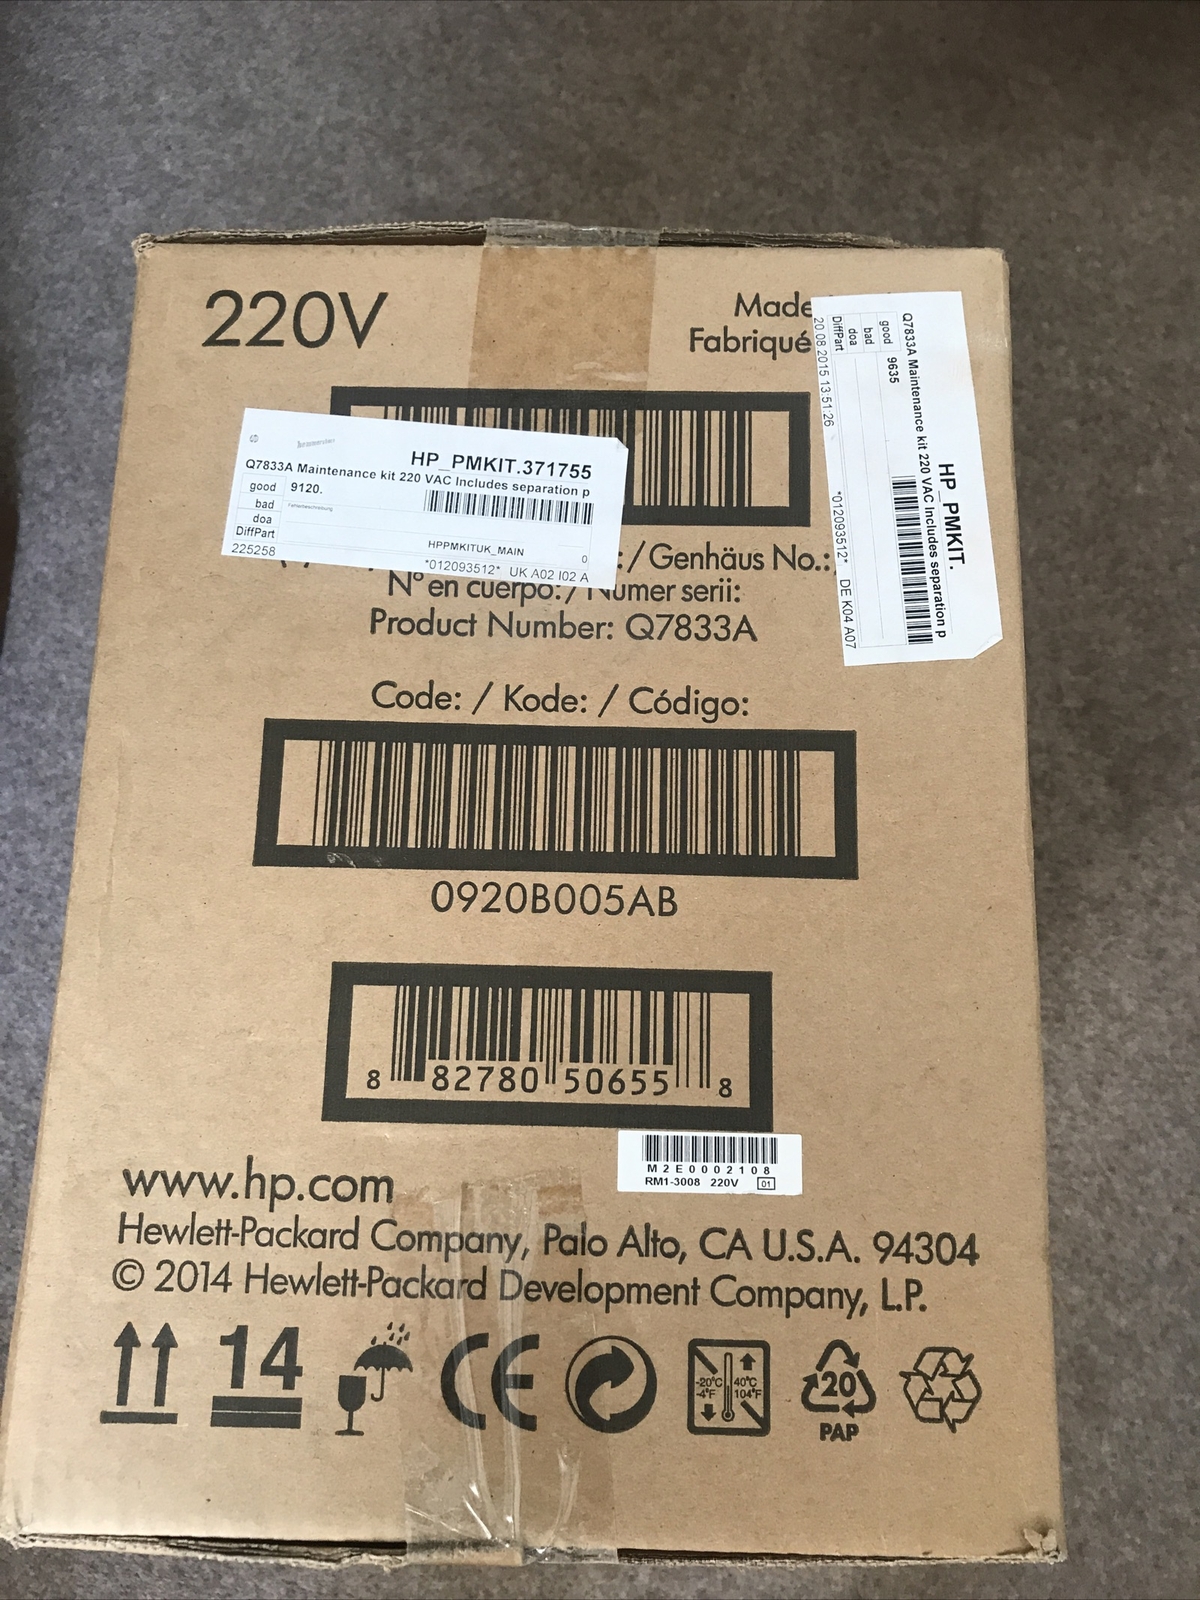 220V
Made
Fabriqué
HP_PMKIT.371755
Q7833A Maintenance kit 220 VAC Includes separation p
good 9120.
bad Fehlerbeschreibung
doa
DiffPart
HPPMKITUK_MAIN 0
225258 *012093512* UK A02 I02 A
HP_PMKIT.
Q7833A Maintenance kit 220 VAC Includes separation p
good 9635
bad
doa
DiffPart
20.08.2015 13:51:26 *012093512* DE K04 A07
:/ Genhäus No.:
Nº en cuerpo: / Numer serii:
Product Number: Q7833A
Code: / Kode: / Código:
0920B005AB
8 82780 50655 8
M2E0002108
RM1-3008 220V 01
www.hp.com
Hewlett-Packard Company, Palo Alto, CA U.S.A. 94304
© 2014 Hewlett-Packard Development Company, L.P.
14
CE
-20°C
-4°F
40°C
104°F
20
PAP